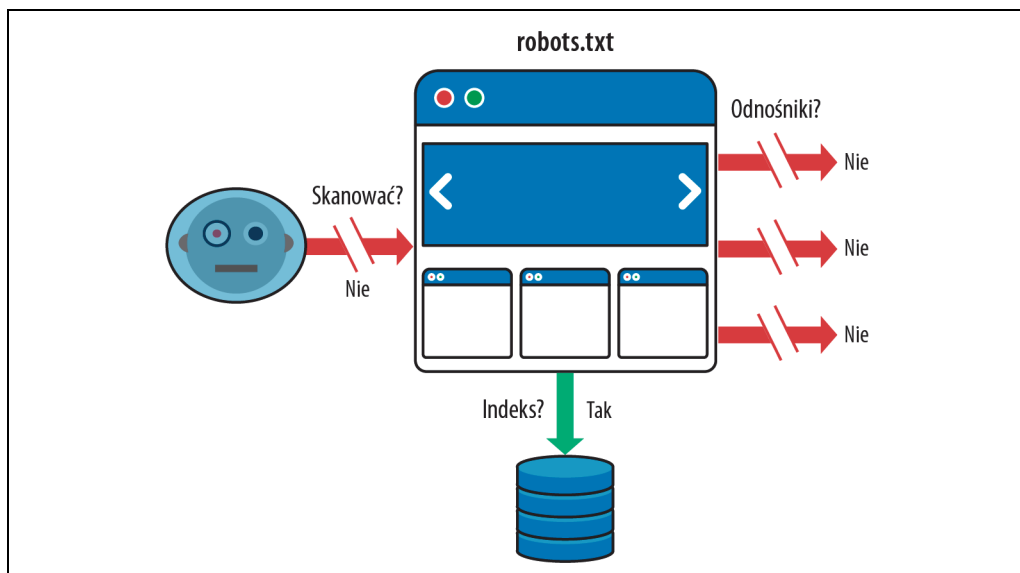 robots.txt
Odnośniki?
Nie
Skanować?
Nie
Nie
Nie
Indeks?
Tak